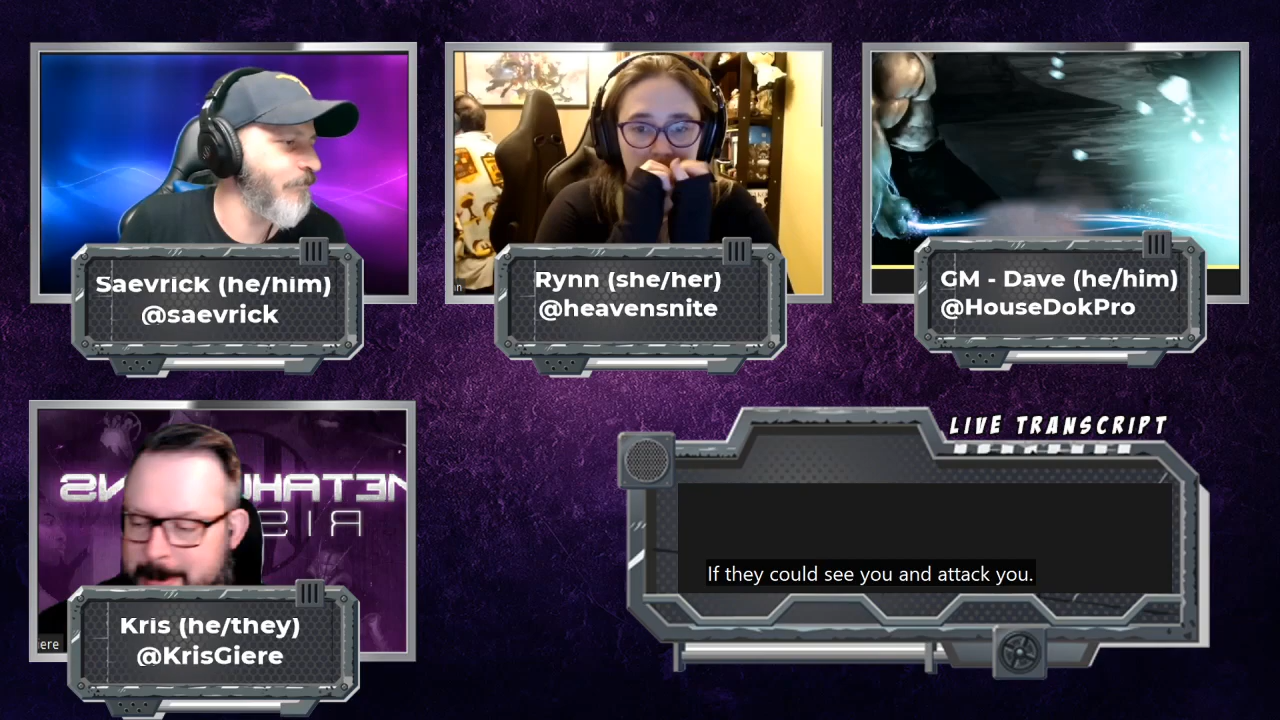 Saevrick (he/him)
@saevrick
Rynn (she/her)
@heavensnite
GM - Dave (he/him)
@HouseDokPro
LIVE TRANSCRIPT
If they could see you and attack you.
Kris (he/they)
@KrisGiere